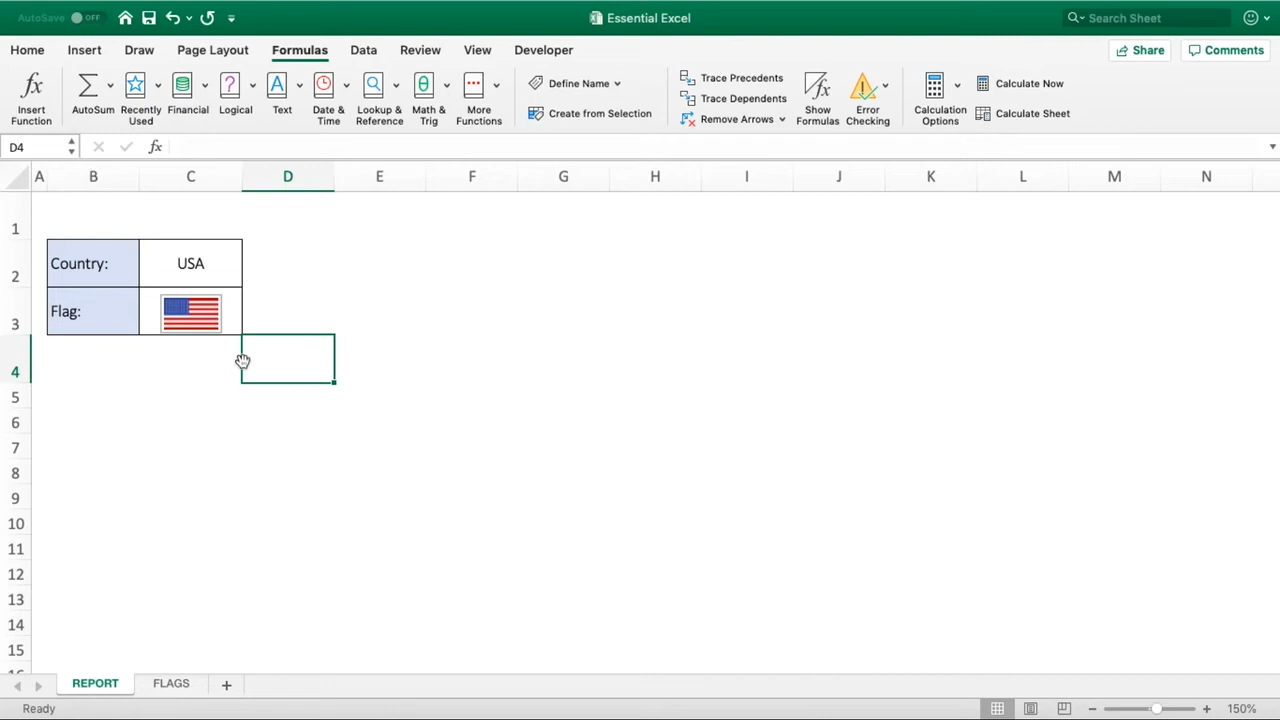 AutoSave OFF Essential Excel Search Sheet
Home Insert Draw Page Layout Formulas Data Review View Developer Share Comments
Insert Function
AutoSum
Recently Used
Financial
Logical
Text
Date & Time
Lookup & Reference
Math & Trig
More Functions
Define Name
Create from Selection
Trace Precedents
Trace Dependents
Remove Arrows
Show Formulas
Error Checking
Calculation Options
Calculate Now
Calculate Sheet
D4 fx
A B C D E F G H I J K L M N
1
2 Country: USA
3 Flag:
4
5
6
7
8
9
10
11
12
13
14
15
REPORT FLAGS
Ready 150%